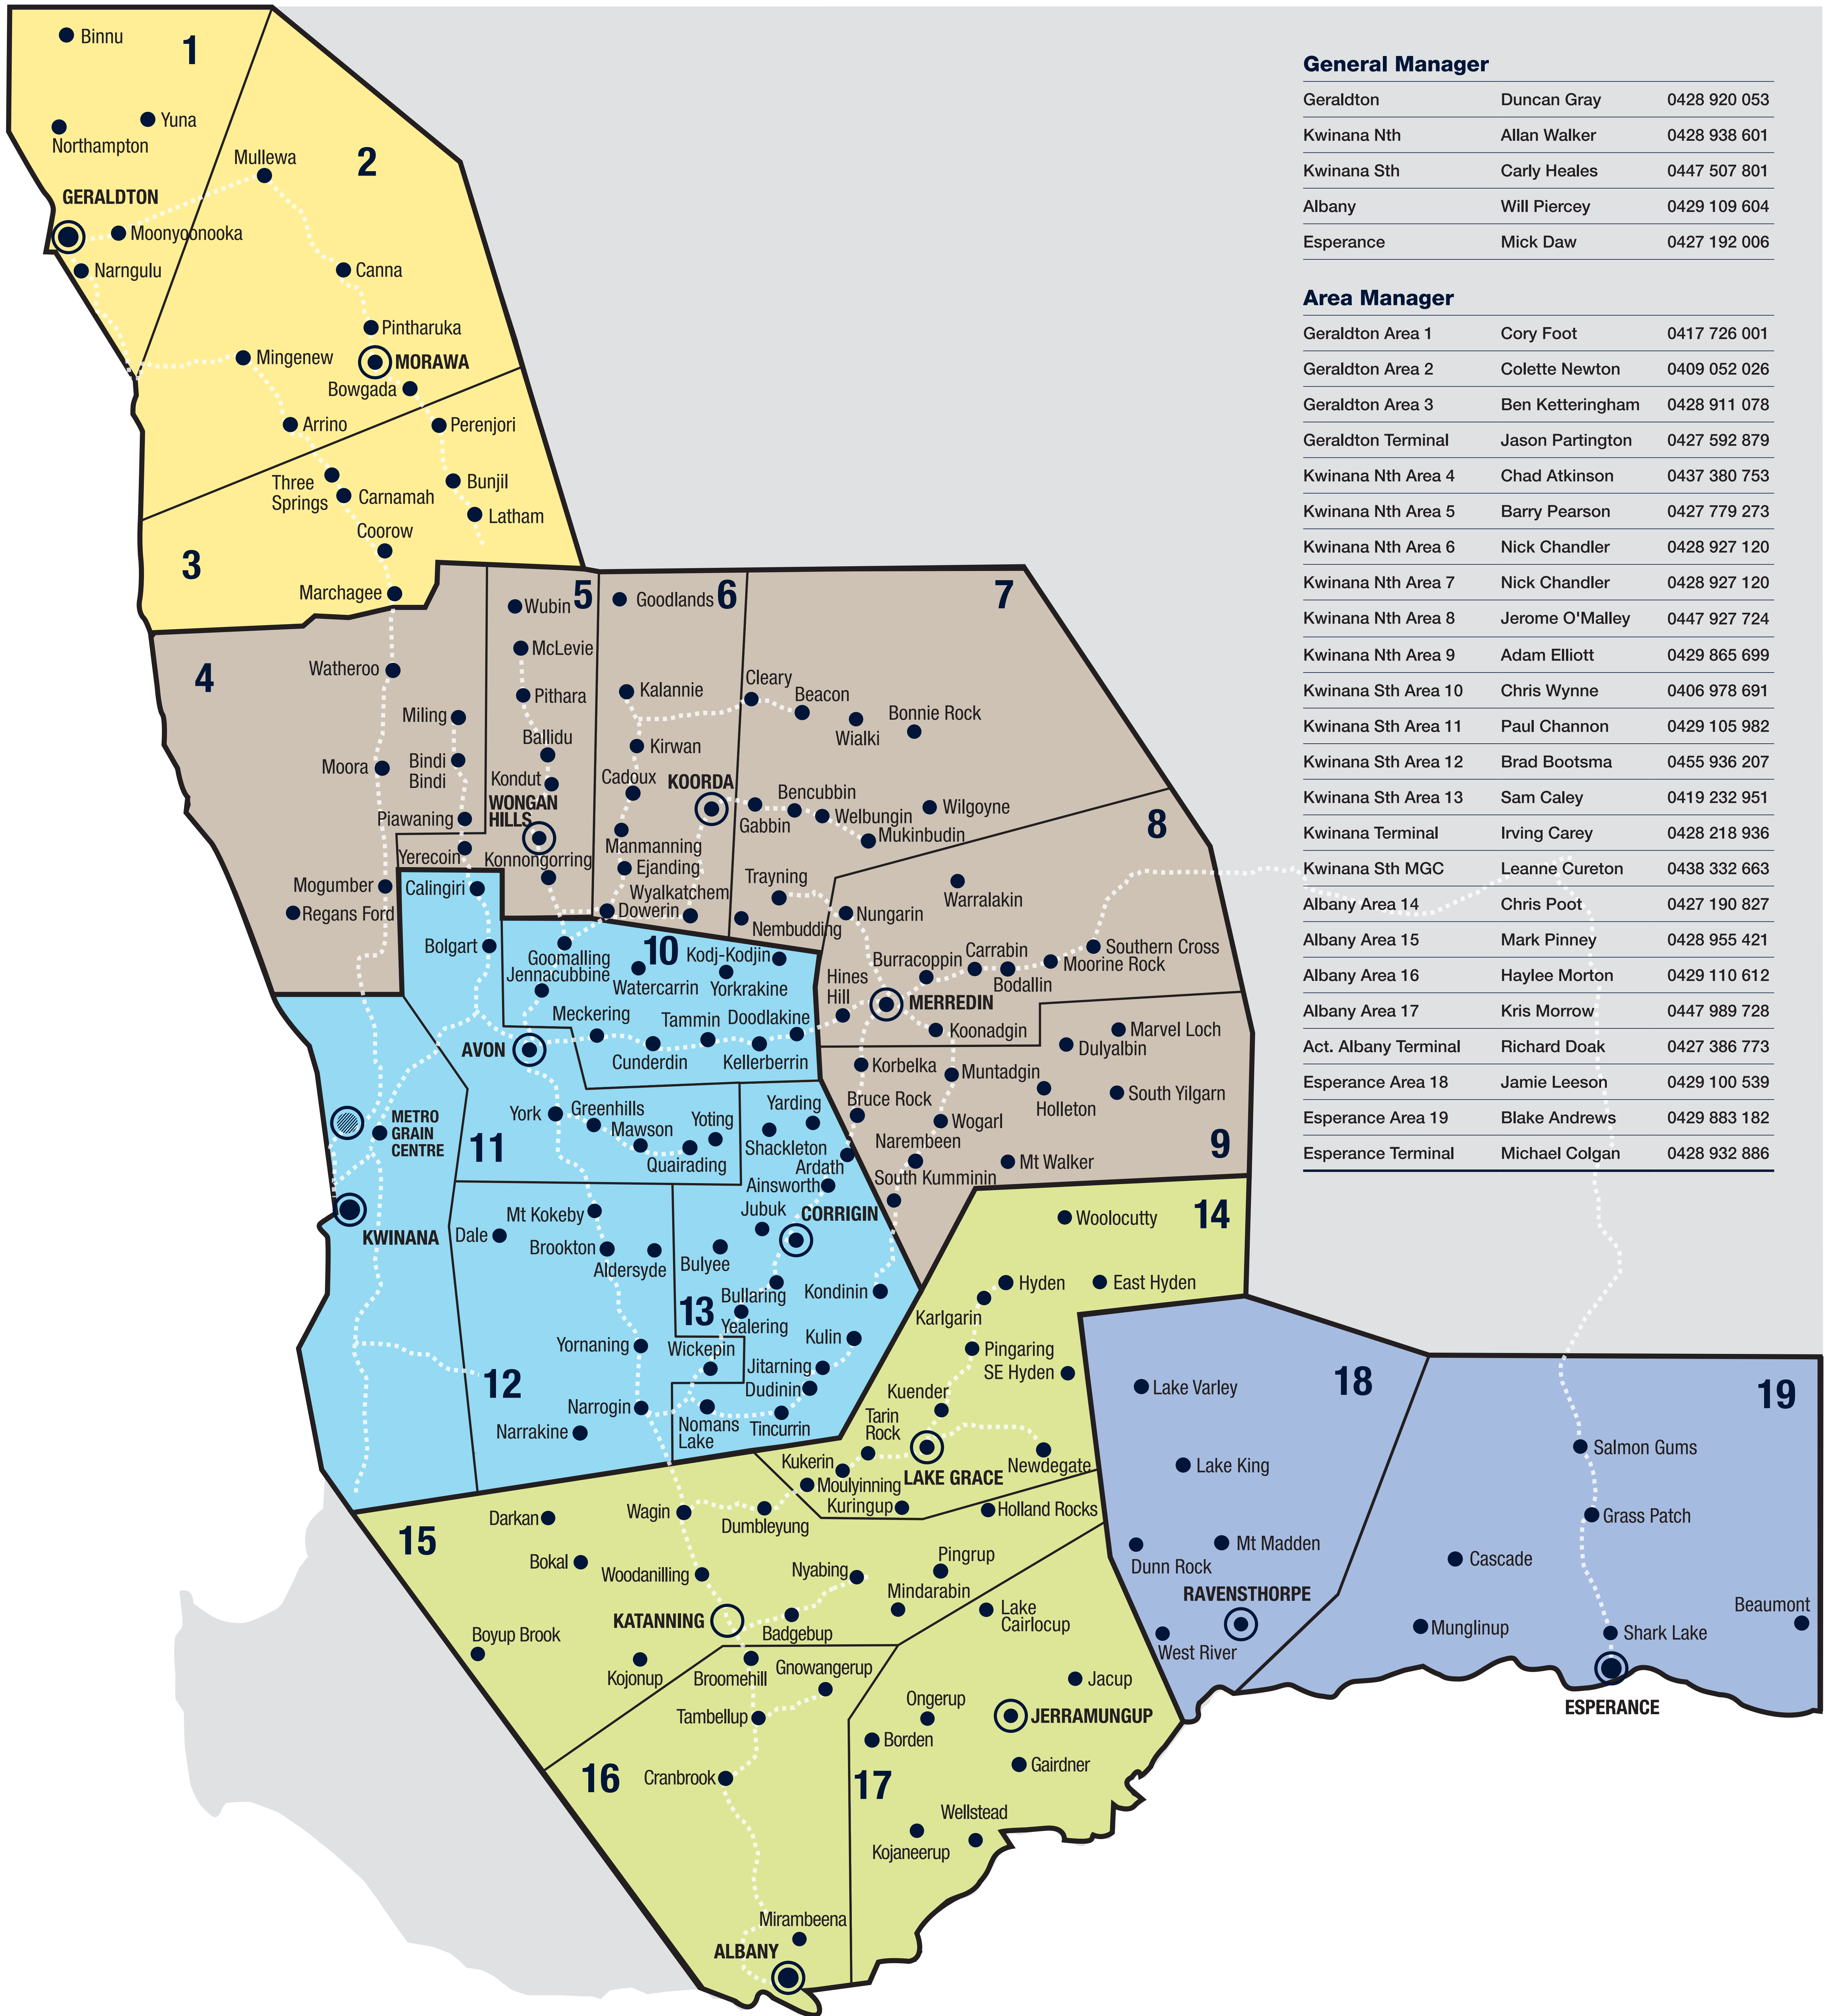 Binnu
1
Yuna
Northampton
Mullewa
2
GERALDTON
Moonyoonooka
Narngulu
Canna
Pintharuka
Mingenew
MORAWA
Bowgada
Arrino
Perenjori
Three
Springs
Bunjil
Carnamah
Latham
Coorow
3
Marchagee
General Manager
Geraldton Duncan Gray 0428 920 053
Kwinana Nth Allan Walker 0428 938 601
Kwinana Sth Carly Heales 0447 507 801
Albany Will Piercey 0429 109 604
Esperance Mick Daw 0427 192 006
Area Manager
Geraldton Area 1 Cory Foot 0417 726 001
Geraldton Area 2 Colette Newton 0409 052 026
Geraldton Area 3 Ben Ketteringham 0428 911 078
Geraldton Terminal Jason Partington 0427 592 879
Kwinana Nth Area 4 Chad Atkinson 0437 380 753
Kwinana Nth Area 5 Barry Pearson 0427 779 273
Kwinana Nth Area 6 Nick Chandler 0428 927 120
Kwinana Nth Area 7 Nick Chandler 0428 927 120
Kwinana Nth Area 8 Jerome O'Malley 0447 927 724
Kwinana Nth Area 9 Adam Elliott 0429 865 699
Kwinana Sth Area 10 Chris Wynne 0406 978 691
Kwinana Sth Area 11 Paul Channon 0429 105 982
Kwinana Sth Area 12 Brad Bootsma 0455 936 207
Kwinana Sth Area 13 Sam Caley 0419 232 951
Kwinana Terminal Irving Carey 0428 218 936
Kwinana Sth MGC Leanne Cureton 0438 332 663
Albany Area 14 Chris Poot 0427 190 827
Albany Area 15 Mark Pinney 0428 955 421
Albany Area 16 Haylee Morton 0429 110 612
Albany Area 17 Kris Morrow 0447 989 728
Act. Albany Terminal Richard Doak 0427 386 773
Esperance Area 18 Jamie Leeson 0429 100 539
Esperance Area 19 Blake Andrews 0429 883 182
Esperance Terminal Michael Colgan 0428 932 886
4
Watheroo
Miling
Moora
Bindi
Bindi
Piawaning
Yerecoin
Mogumber
Regans Ford
5
Wubin
McLevie
Pithara
Ballidu
Kondut
WONGAN
HILLS
Konnongorring
6
Goodlands
Kalannie
Kirwan
Cadoux
KOORDA
Manmanning
Ejanding
Wyalkatchem
Dowerin
7
Cleary
Beacon
Wialki
Bonnie Rock
Bencubbin
Gabbin
Welbungin
Wilgoyne
Mukinbudin
Trayning
Nembudding
8
Warralakin
Nungarin
Southern Cross
Carrabin
Moorine Rock
Burracoppin
Bodallin
Hines
Hill
MERREDIN
Koonadgin
Marvel Loch
Dulyalbin
Korbelka
Muntadgin
South Yilgarn
Holleton
Bruce Rock
Wogarl
Narembeen
Mt Walker
9
South Kumminin
Calingiri
Bolgart
10
Goomalling
Kodj-Kodjin
Jennacubbine
Watercarrin
Yorkrakine
Meckering
Tammin
Doodlakine
Cunderdin
Kellerberrin
AVON
METRO
GRAIN
CENTRE
KWINANA
11
York
Greenhills
Mawson
Yoting
Quairading
Yarding
Shackleton
Ardath
Ainsworth
Jubuk
CORRIGIN
Mt Kokeby
Dale
Brookton
Aldersyde
Bulyee
Bullaring
Kondinin
13
Yealering
Kulin
Yornaning
Wickepin
Jitarning
12
Dudinin
Narrogin
Nomans
Lake
Tincurrin
Narrakine
14
Woolocutty
Hyden
East Hyden
Karlgarin
Pingaring
SE Hyden
Kuender
Tarin
Rock
LAKE GRACE
Newdegate
Kukerin
Moulyinning
Kuringup
Holland Rocks
15
Darkan
Wagin
Dumbleyung
Bokal
Woodanilling
Nyabing
Pingrup
Mindarabin
KATANNING
Badgebup
Boyup Brook
Kojonup
Lake
Cairlocup
Broomehill
Gnowangerup
Tambellup
16
Cranbrook
Mirambeena
ALBANY
Jacup
Ongerup
JERRAMUNGUP
Borden
17
Gairdner
Wellstead
Kojaneerup
18
Lake Varley
Lake King
Dunn Rock
Mt Madden
RAVENSTHORPE
West River
19
Salmon Gums
Grass Patch
Cascade
Beaumont
Munglinup
Shark Lake
ESPERANCE